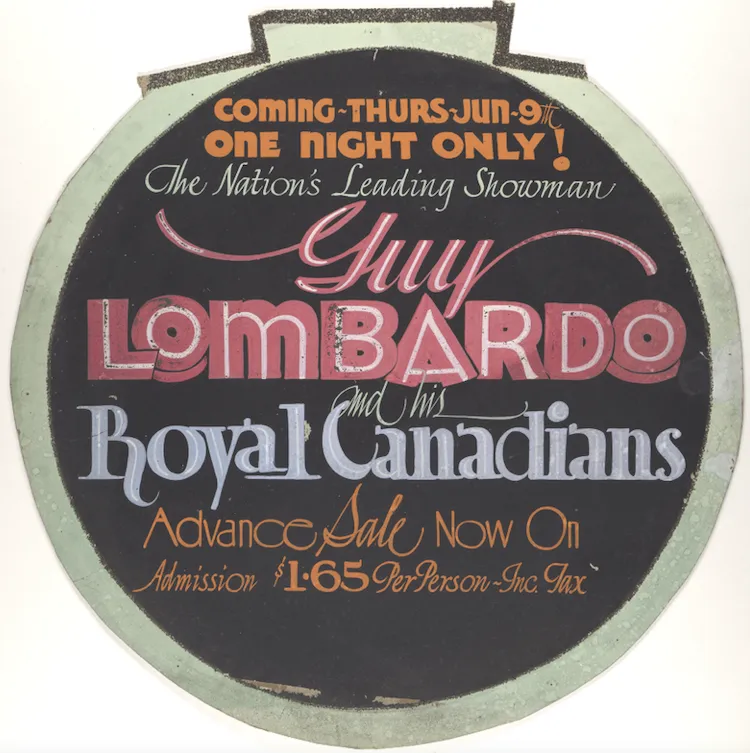 COMING-THURS-JUN-9th
ONE NIGHT ONLY!
The Nation's Leading Showman
Guy
LOMBARDO
and his
Royal Canadians
Advance Sale Now On
Admission $1.65 Per Person-Inc. Tax